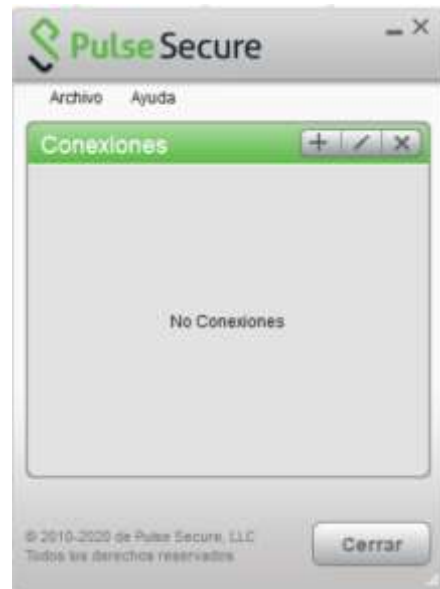 Pulse Secure
Archivo Ayuda
Conexiones
No Conexiones
© 2010-2020 de Pulse Secure, LLC
Todos los derechos reservados
Cerrar